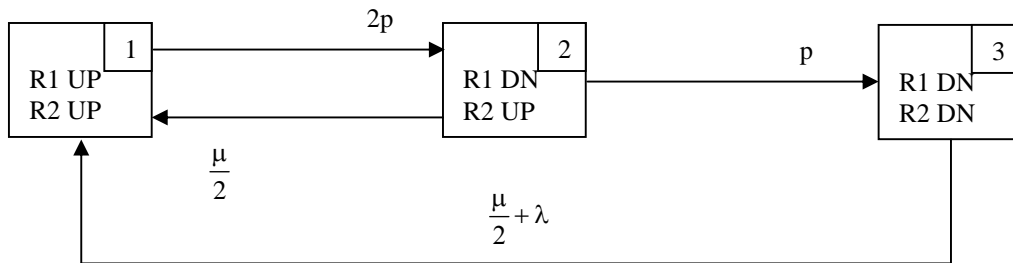 1
R1 UP
R2 UP
2p
2
R1 DN
R2 UP
p
3
R1 DN
R2 DN
μ/2
μ/2 + λ